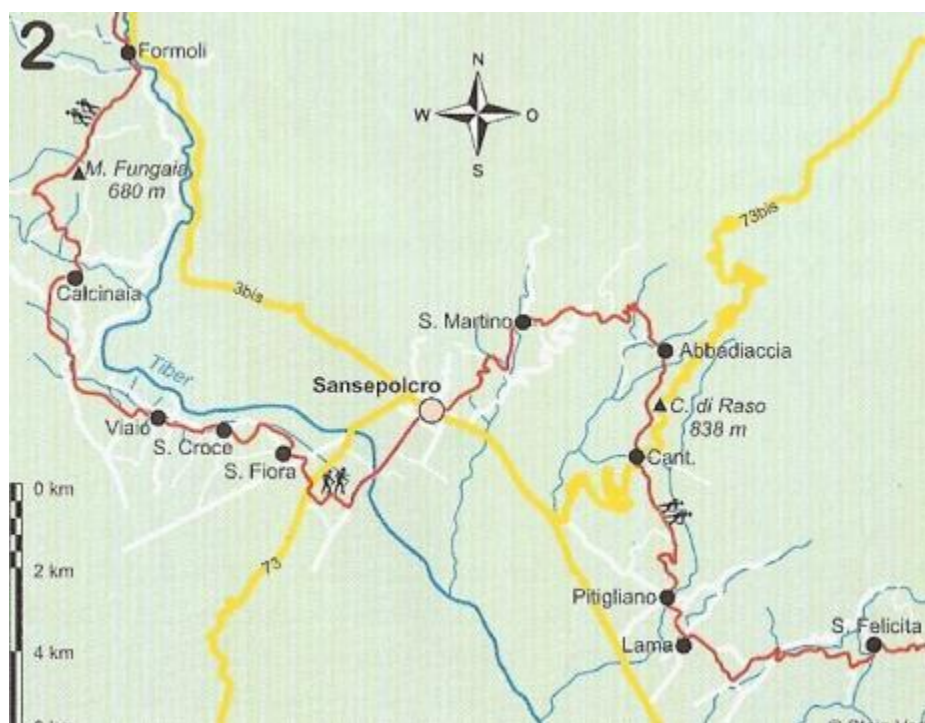 2
Formoli
N
W
O
S
M. Fungaia
680 m
73bis
Calcinaia
3bis
S. Martino
Abbadiaccia
Tiber
Sansepolcro
C. di Raso
838 m
Viaio
S. Croce
S. Fiora
Cant.
0 km
73
2 km
Pitigliano
Lama
S. Felicita
4 km